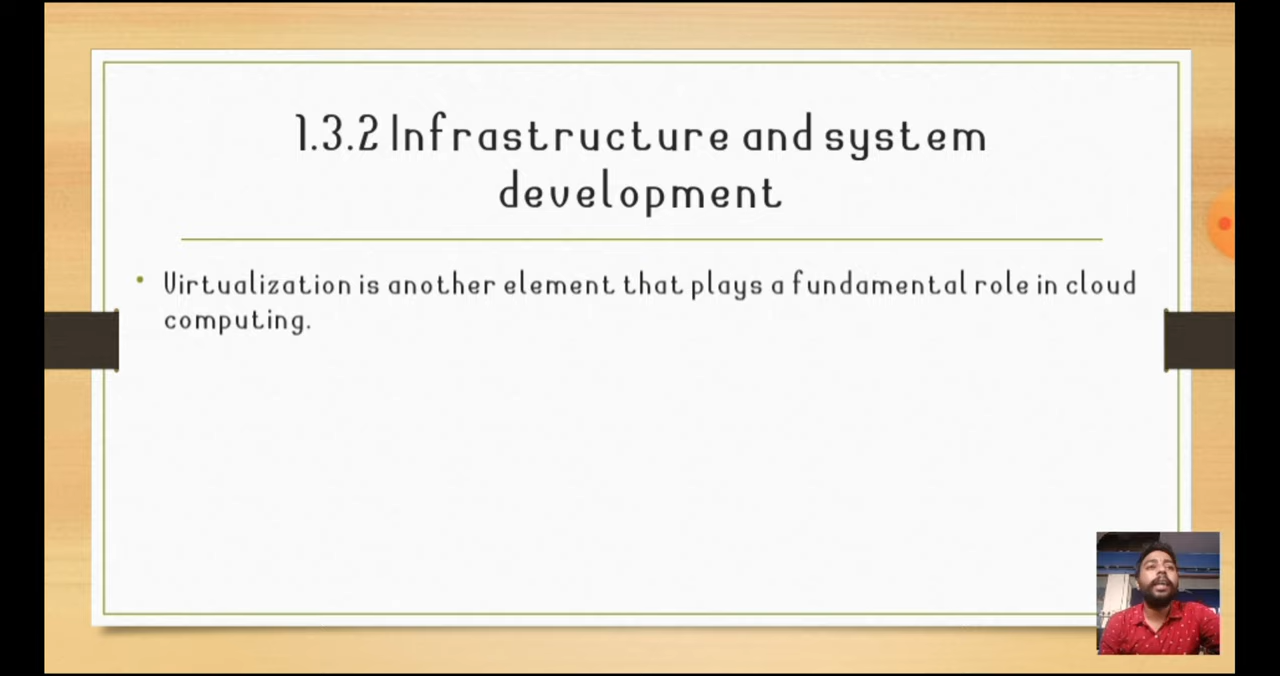 1.3.2 Infrastructure and system
development
• Virtualization is another element that plays a fundamental role in cloud
computing.